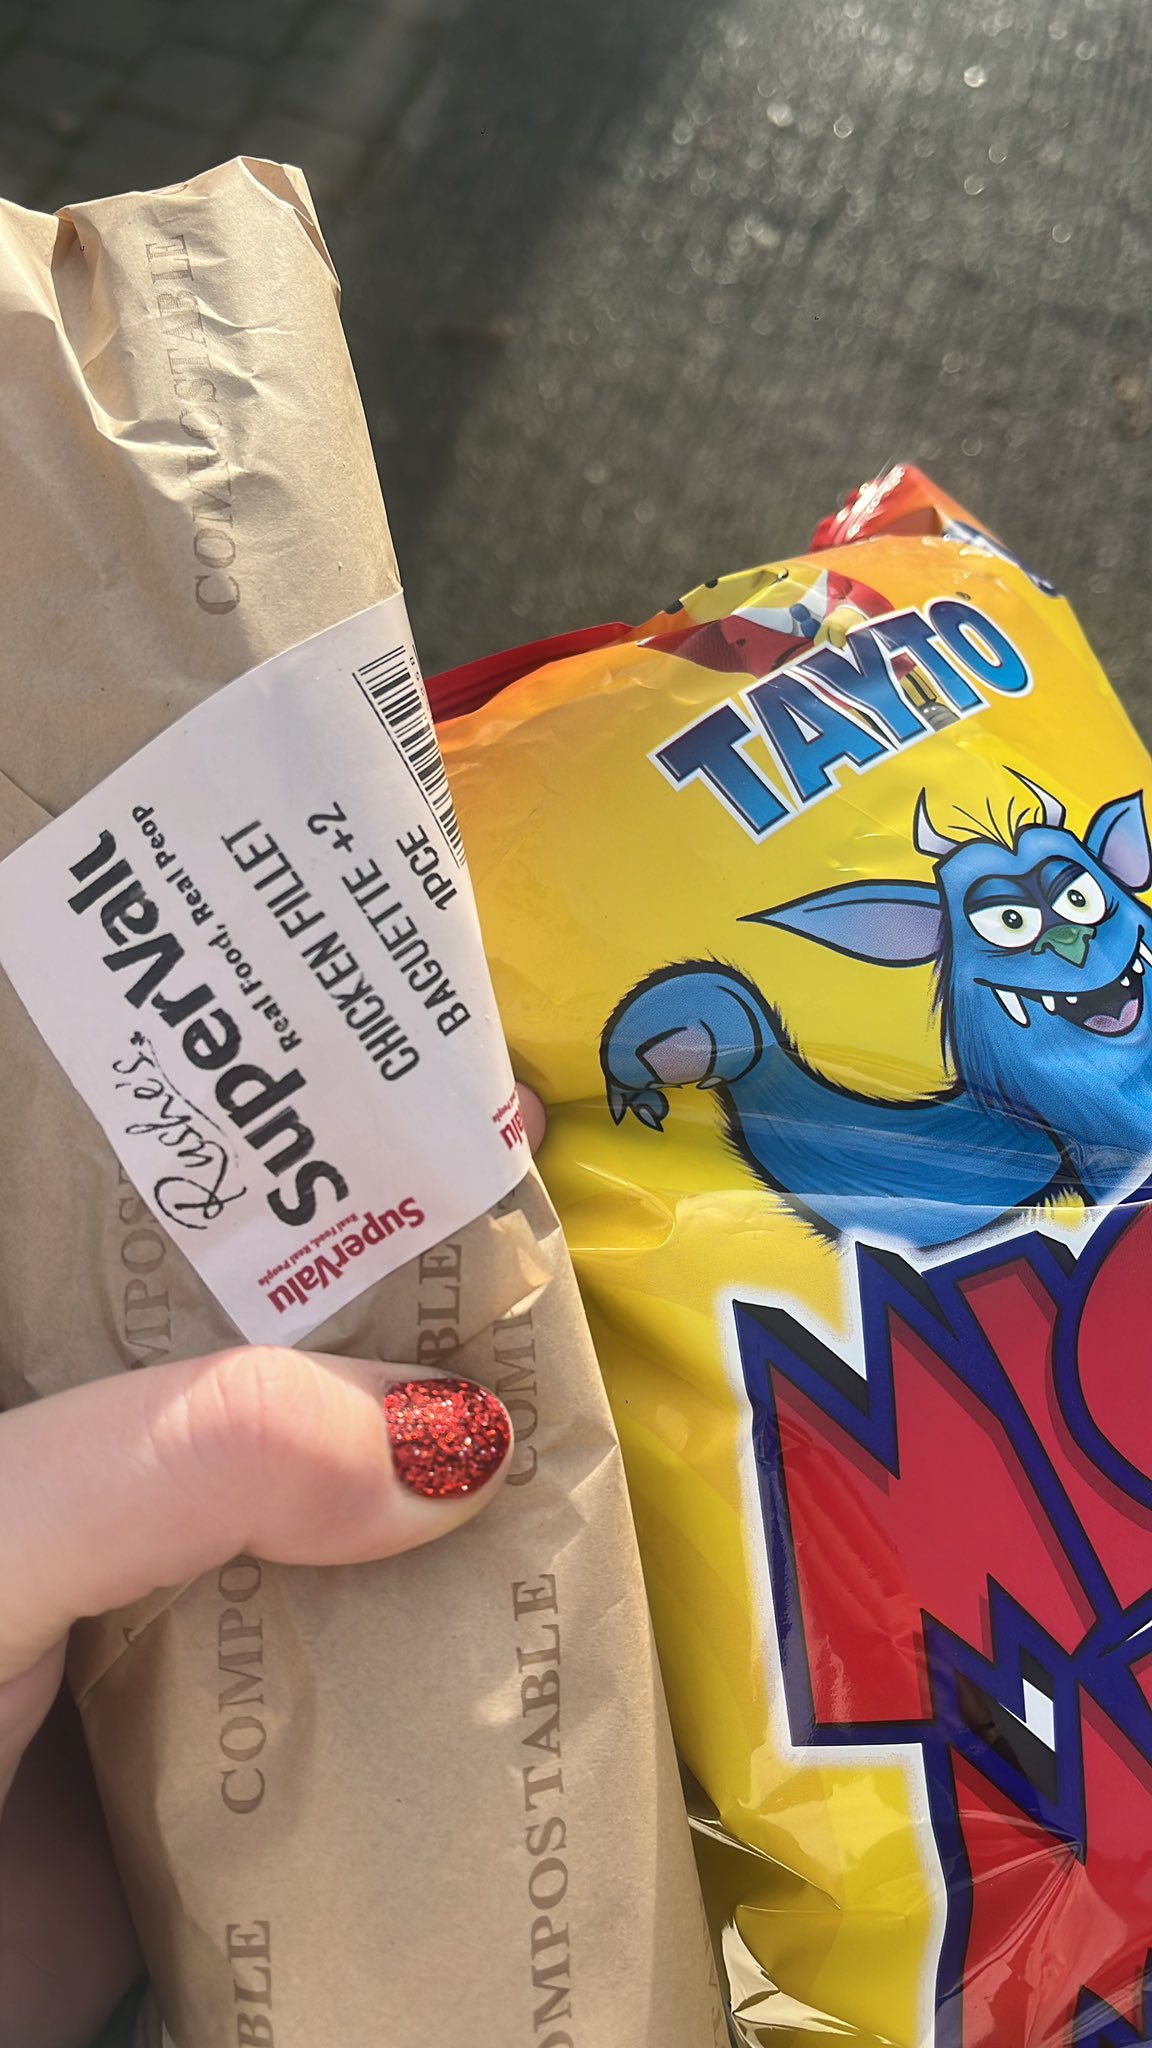 COMPOSTABLE
Rushe's.
SuperValu
Real Food, Real Peop
CHICKEN FILLET
BAGUETTE +2
1PCE
SuperValu
Real Food, Real People
TAYTO
COMPOSTABLE
COMPOSTABLE